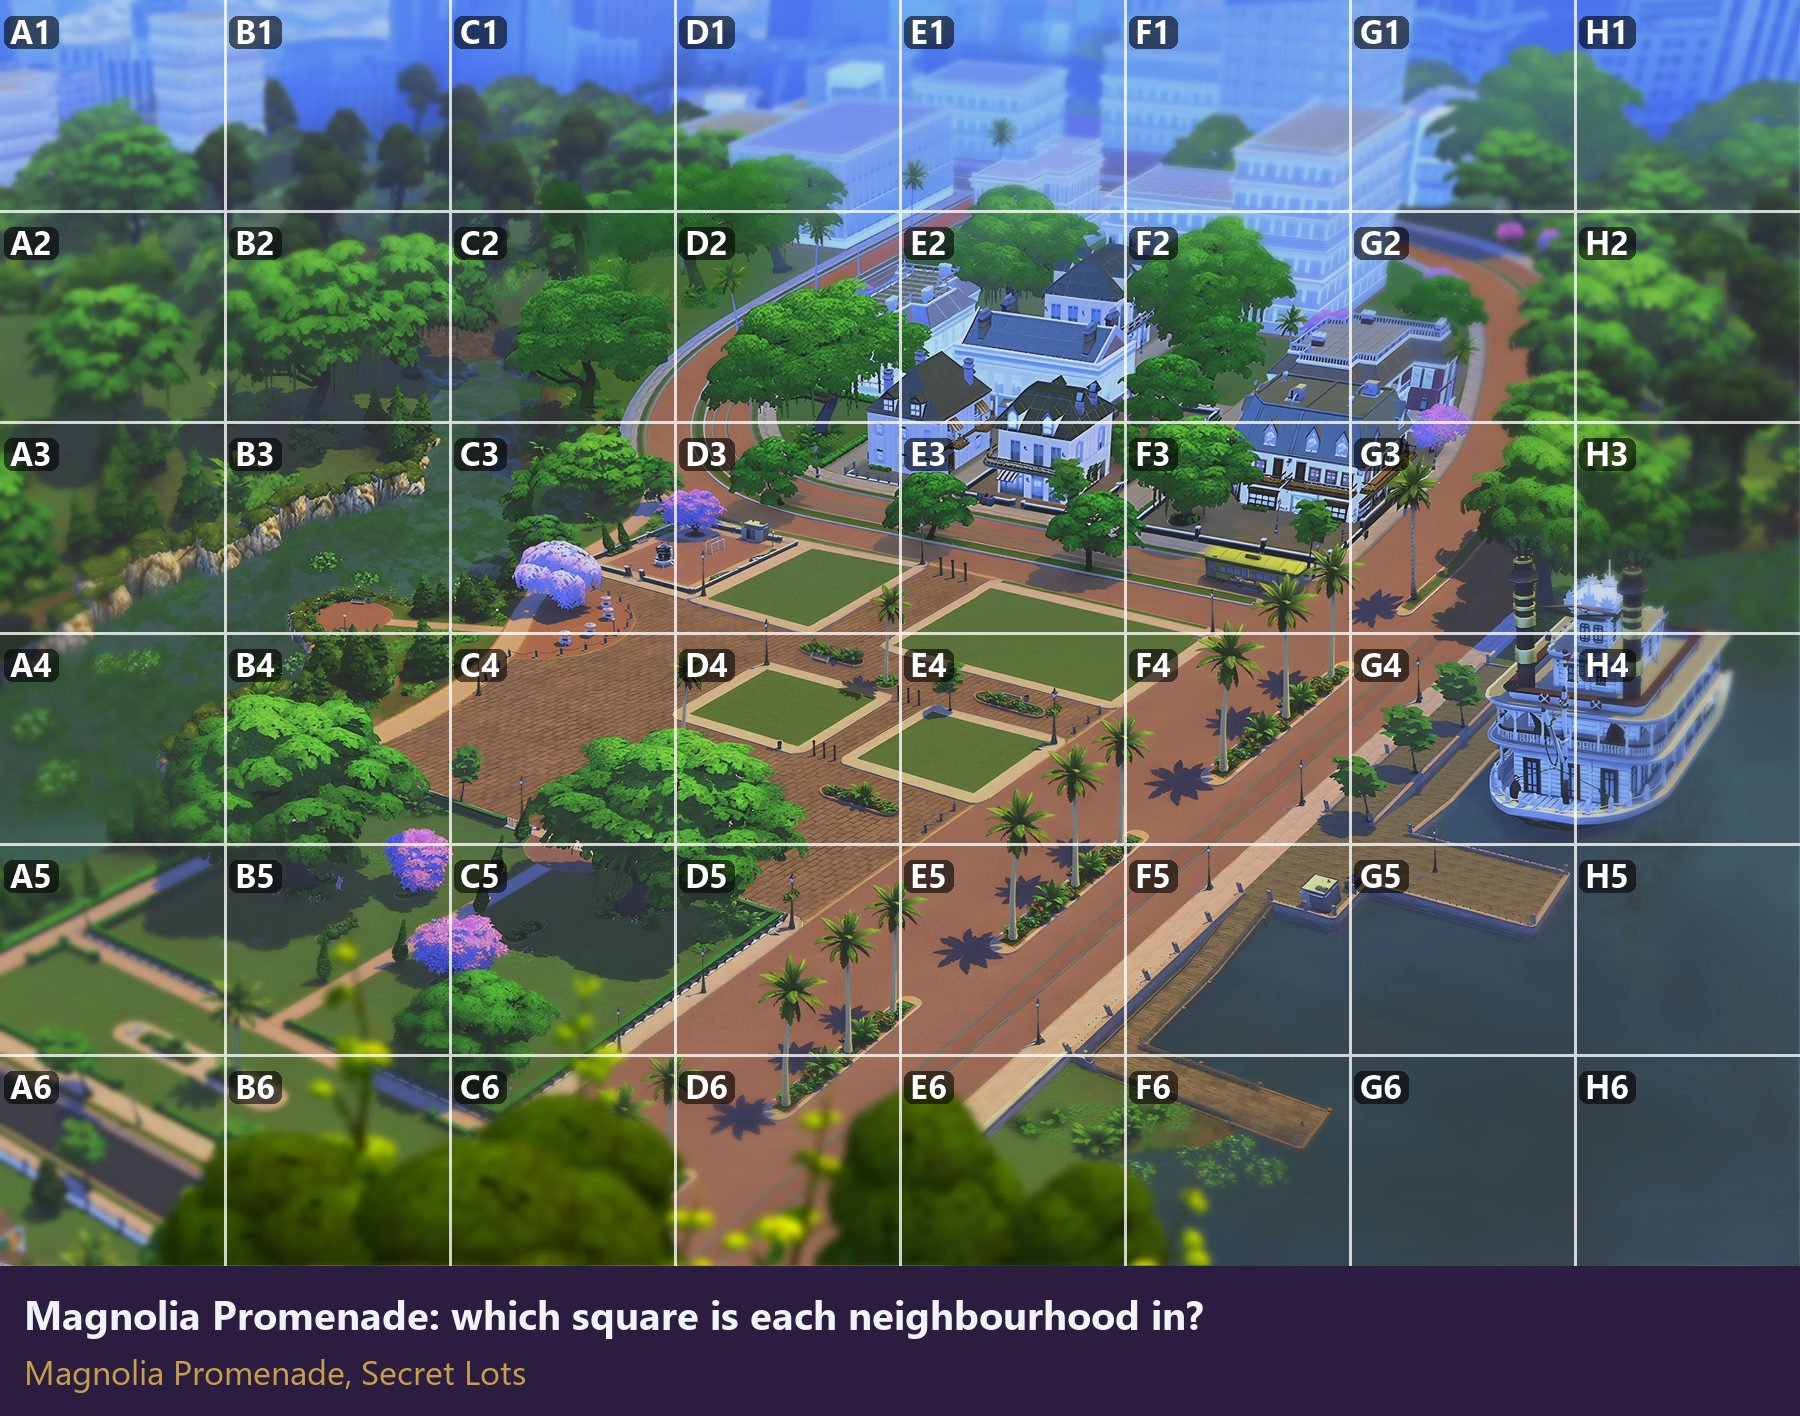 A1 B1 C1 D1 E1 F1 G1 H1
A2 B2 C2 D2 E2 F2 G2 H2
A3 B3 C3 D3 E3 F3 G3 H3
A4 B4 C4 D4 E4 F4 G4 H4
A5 B5 C5 D5 E5 F5 G5 H5
A6 B6 C6 D6 E6 F6 G6 H6
Magnolia Promenade: which square is each neighbourhood in?
Magnolia Promenade, Secret Lots